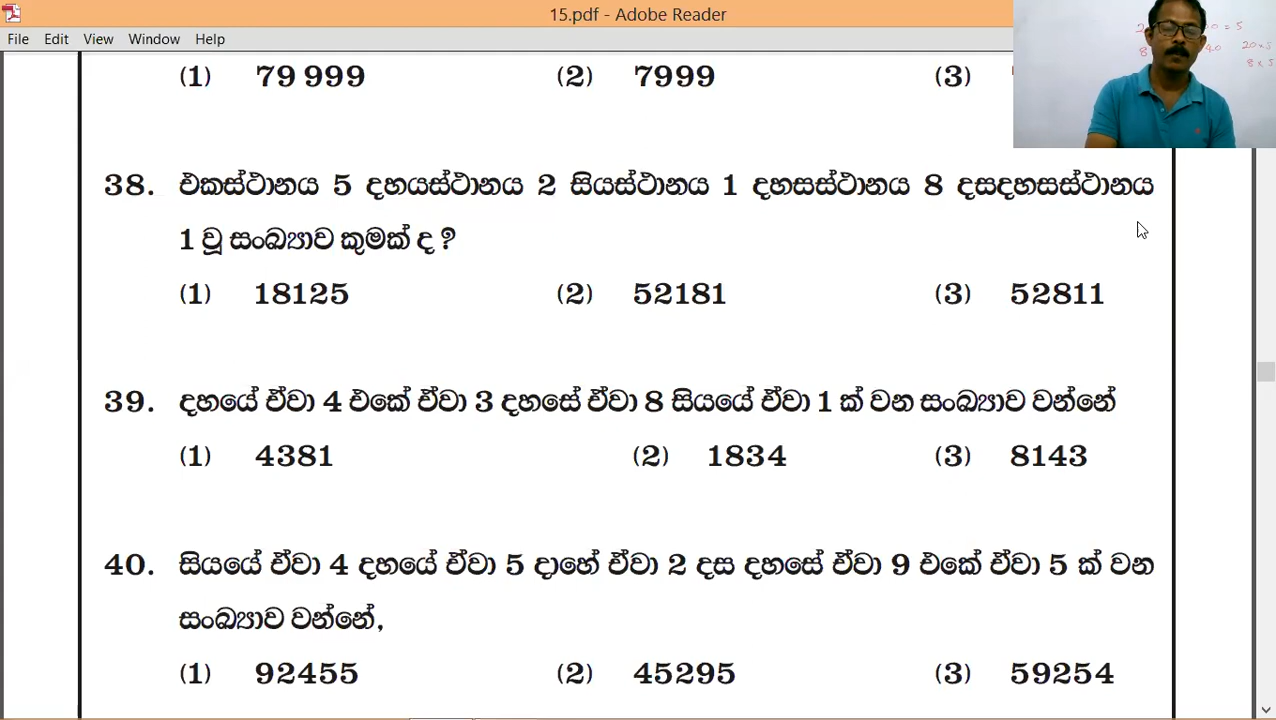 15.pdf - Adobe Reader
File Edit View Window Help
(1) 79 999 (2) 7999 (3)
38. එකස්ථානය 5 දහයස්ථානය 2 සියස්ථානය 1 දහසස්ථානය 8 දසදහසස්ථානය
1 වූ සංඛ්‍යාව කුමක් ද ?
(1) 18125 (2) 52181 (3) 52811
39. දහයේ ඒවා 4 එකේ ඒවා 3 දහසේ ඒවා 8 සියයේ ඒවා 1 ක් වන සංඛ්‍යාව වන්නේ
(1) 4381 (2) 1834 (3) 8143
40. සියයේ ඒවා 4 දහයේ ඒවා 5 දාහේ ඒවා 2 දස දහසේ ඒවා 9 එකේ ඒවා 5 ක් වන
සංඛ්‍යාව වන්නේ,
(1) 92455 (2) 45295 (3) 59254
20 x 5
8 x 5